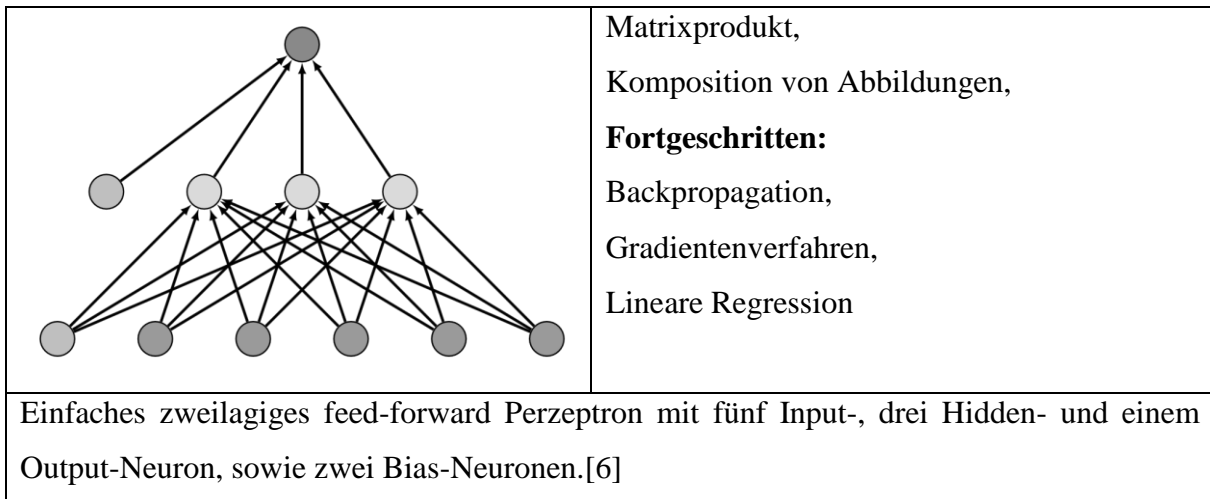 Matrixprodukt,
Komposition von Abbildungen,
Fortgeschritten:
Backpropagation,
Gradientenverfahren,
Lineare Regression
Einfaches zweilagiges feed-forward Perzeptron mit fünf Input-, drei Hidden- und einem
Output-Neuron, sowie zwei Bias-Neuronen.[6]